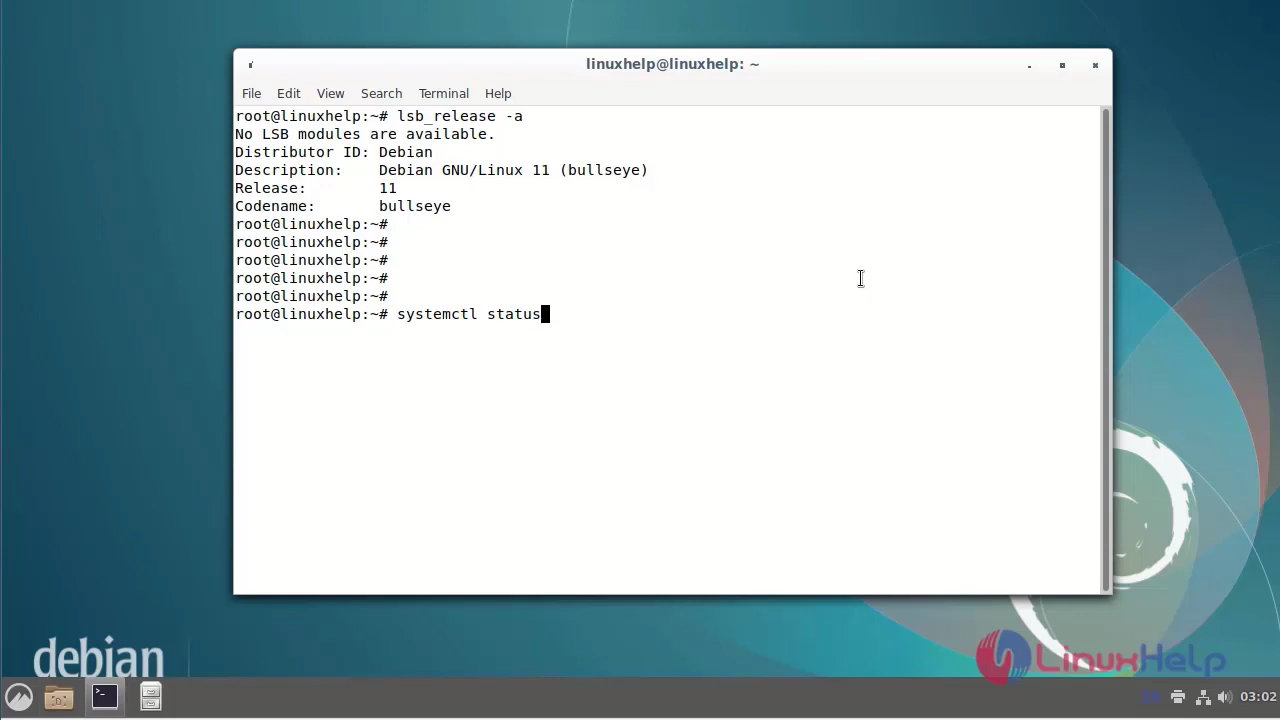 linuxhelp@linuxhelp: ~
File Edit View Search Terminal Help
root@linuxhelp:~# lsb_release -a
No LSB modules are available.
Distributor ID: Debian
Description:    Debian GNU/Linux 11 (bullseye)
Release:        11
Codename:       bullseye
root@linuxhelp:~#
root@linuxhelp:~#
root@linuxhelp:~#
root@linuxhelp:~#
root@linuxhelp:~#
root@linuxhelp:~# systemctl status
debian
LinuxHelp
03:02